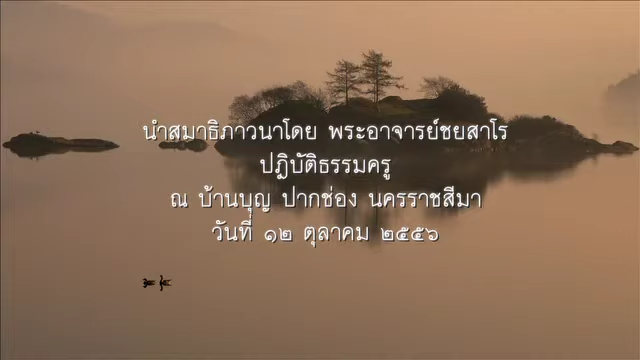 นำสมาธิภาวนาโดย พระอาจารย์ชยสาโร
ปฏิบัติธรรมครู
ณ บ้านบุญ ปากช่อง นครราชสีมา
วันที่ ๑๒ ตุลาคม ๒๕๕๖